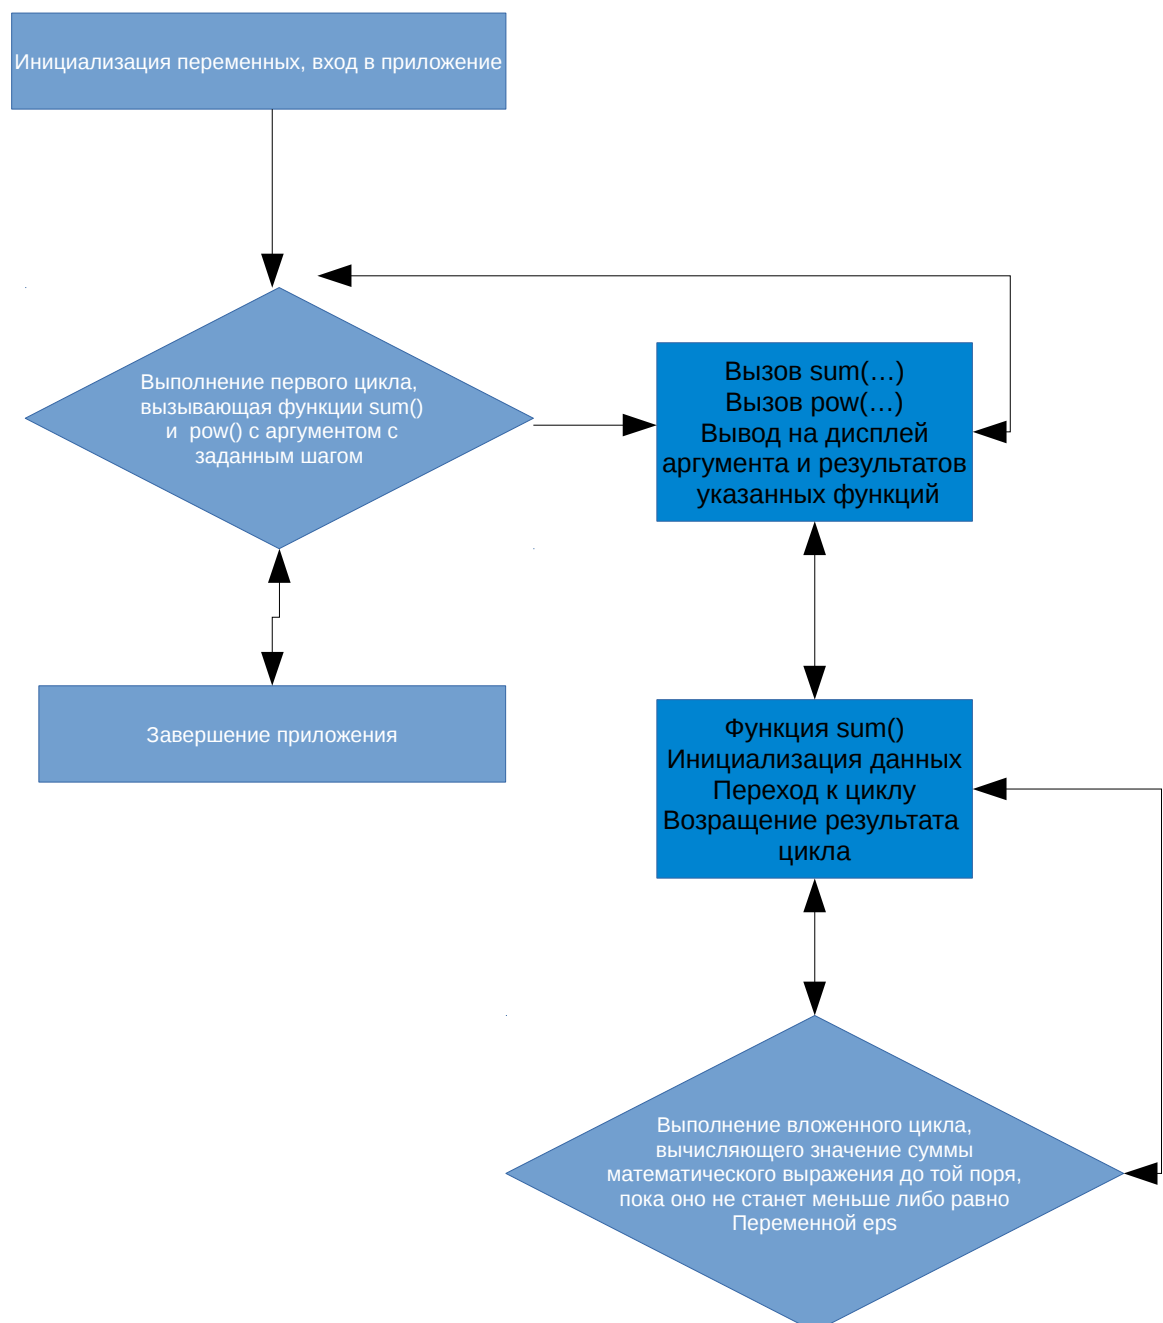 Инициализация переменных, вход в приложение
Выполнение первого цикла,
вызывающая функции sum()
и  pow() с аргументом с
заданным шагом
Вызов sum(…)
Вызов pow(…)
Вывод на дисплей
аргумента и результатов
указанных функций
Завершение приложения
Функция sum()
Инициализация данных
Переход к циклу
Возращение результата
цикла
Выполнение вложенного цикла,
вычисляющего значение суммы
математического выражения до той поря,
пока оно не станет меньше либо равно
Переменной eps